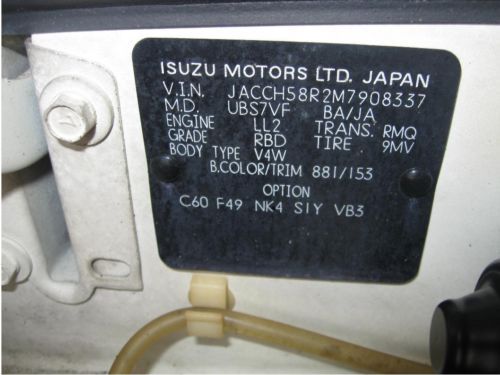 ISUZU MOTORS LTD. JAPAN
V.I.N. JACCH58R2M7908337
M.D. UBS7VF BA/JA
ENGINE LL2 TRANS. RMQ
GRADE RBD TIRE 9MV
BODY TYPE V4W
B.COLOR/TRIM 881/153
OPTION
C60 F49 NK4 S1Y VB3